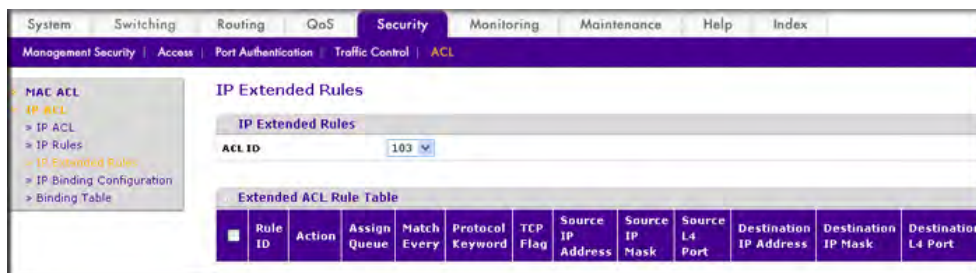 System Switching Routing QoS Security Monitoring Maintenance Help Index
Management Security | Access | Port Authentication | Traffic Control | ACL
MAC ACL
IP ACL
» IP ACL
» IP Rules
» IP Extended Rules
» IP Binding Configuration
» Binding Table
IP Extended Rules
IP Extended Rules
ACL ID 103
Extended ACL Rule Table
Rule ID
Action
Assign Queue
Match Every
Protocol Keyword
TCP Flag
Source IP Address
Source IP Mask
Source L4 Port
Destination IP Address
Destination IP Mask
Destination L4 Port